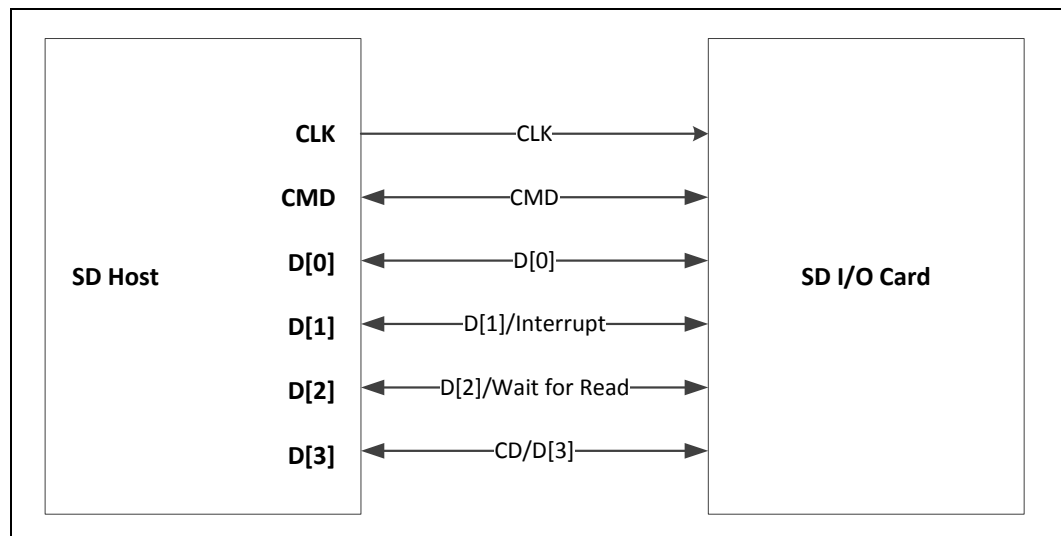 CLK CLK
CMD CMD
D[0] D[0]
SD Host SD I/O Card
D[1] D[1]/Interrupt
D[2] D[2]/Wait for Read
D[3] CD/D[3]